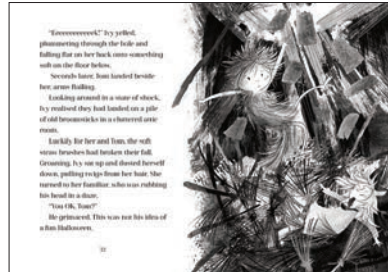 "Eeeeeeeeeeek!" Ivy yelled,
plummeting through the hole and
falling flat on her back onto something
soft on the floor below.
Seconds later, Tom landed beside
her, arms flailing.
Looking around in a state of shock,
Ivy realised they had landed on a pile
of old broomsticks in a cluttered attic
room.
Luckily for her and Tom, the soft
straw brushes had broken their fall.
Groaning, Ivy sat up and dusted herself
down, pulling twigs from her hair. She
turned to her familiar, who was rubbing
his head in a daze.
"You OK, Tom?"
He grimaced. This was not his idea of
a fun Halloween.